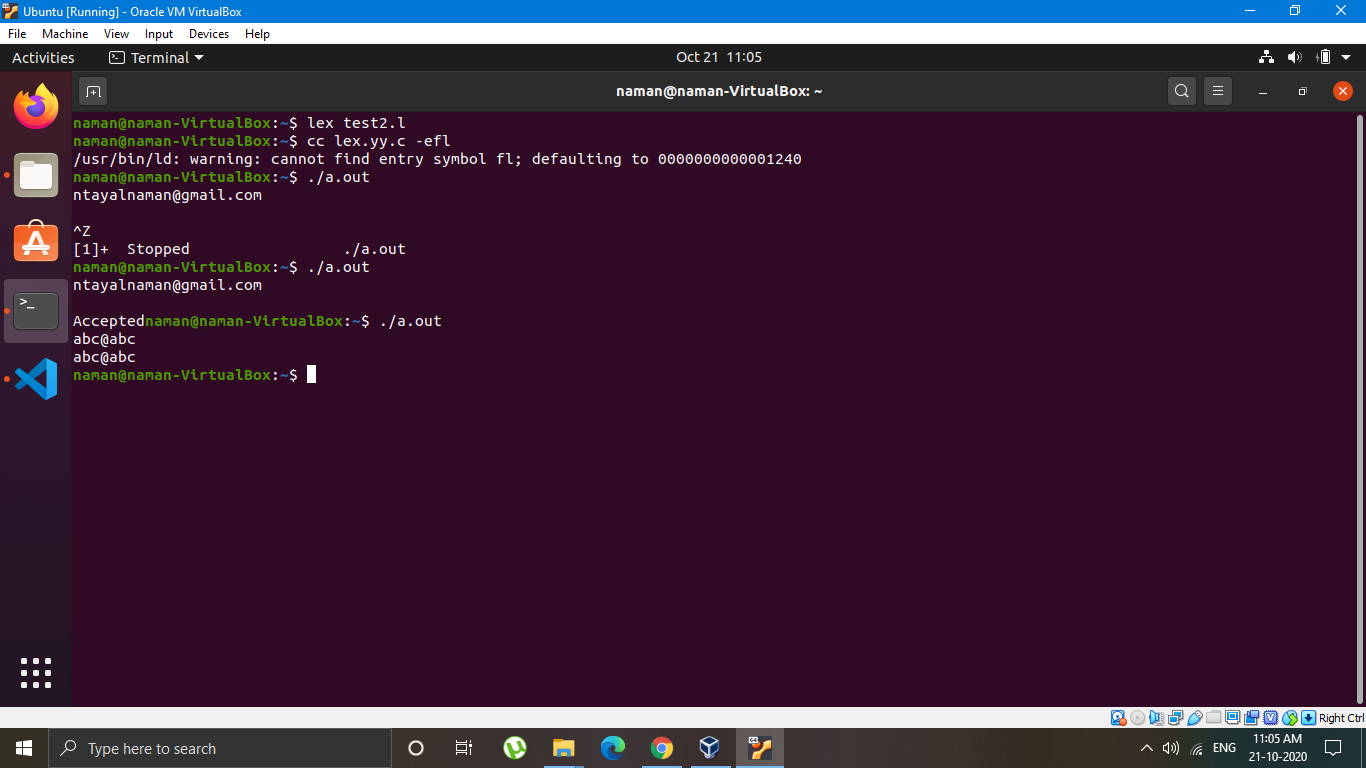 Ubuntu [Running] - Oracle VM VirtualBox
File Machine View Input Devices Help
Activities Terminal Oct 21 11:05
naman@naman-VirtualBox: ~
naman@naman-VirtualBox:~$ lex test2.l
naman@naman-VirtualBox:~$ cc lex.yy.c -efl
/usr/bin/ld: warning: cannot find entry symbol fl; defaulting to 0000000000001240
naman@naman-VirtualBox:~$ ./a.out
ntayalnaman@gmail.com
^Z
[1]+  Stopped                 ./a.out
naman@naman-VirtualBox:~$ ./a.out
ntayalnaman@gmail.com
Acceptednaman@naman-VirtualBox:~$ ./a.out
abc@abc
abc@abc
naman@naman-VirtualBox:~$
Right Ctrl
Type here to search
ENG
11:05 AM
21-10-2020